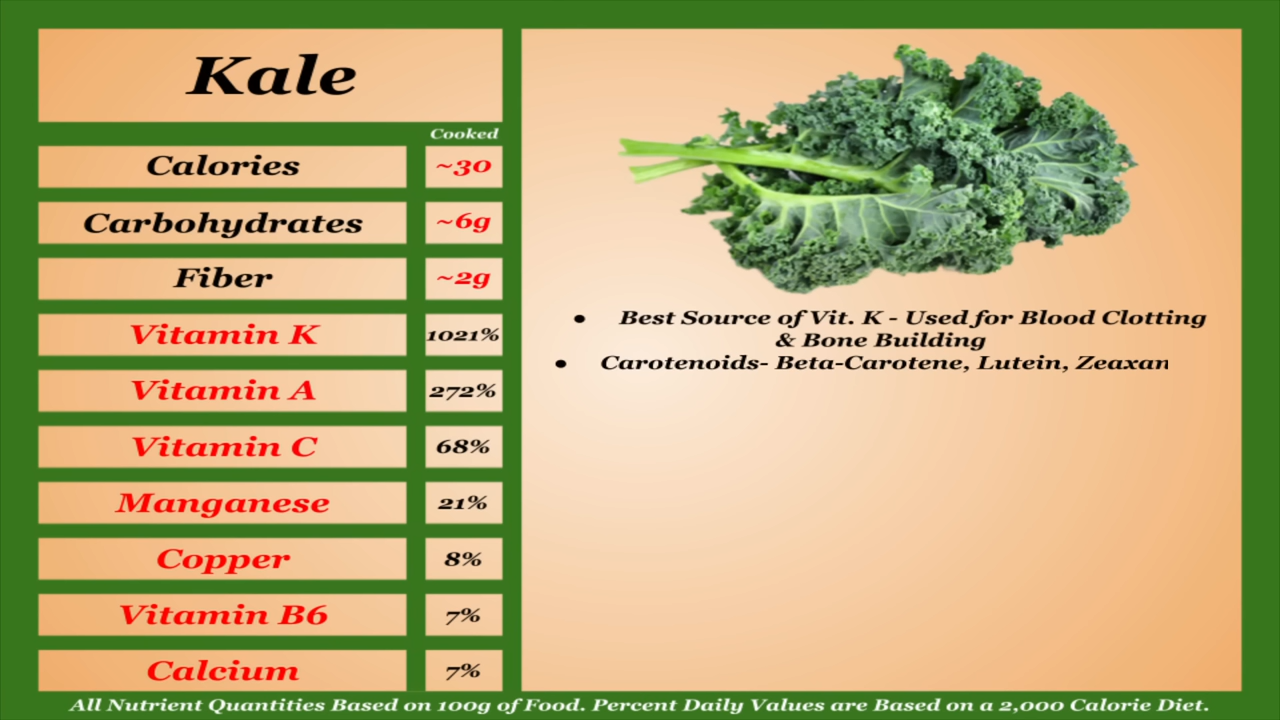 Kale
Cooked
Calories ~30
Carbohydrates ~6g
Fiber ~2g
Vitamin K 1021%
Vitamin A 272%
Vitamin C 68%
Manganese 21%
Copper 8%
Vitamin B6 7%
Calcium 7%
● Best Source of Vit. K - Used for Blood Clotting
& Bone Building
● Carotenoids- Beta-Carotene, Lutein, Zeaxan
All Nutrient Quantities Based on 100g of Food. Percent Daily Values are Based on a 2,000 Calorie Diet.